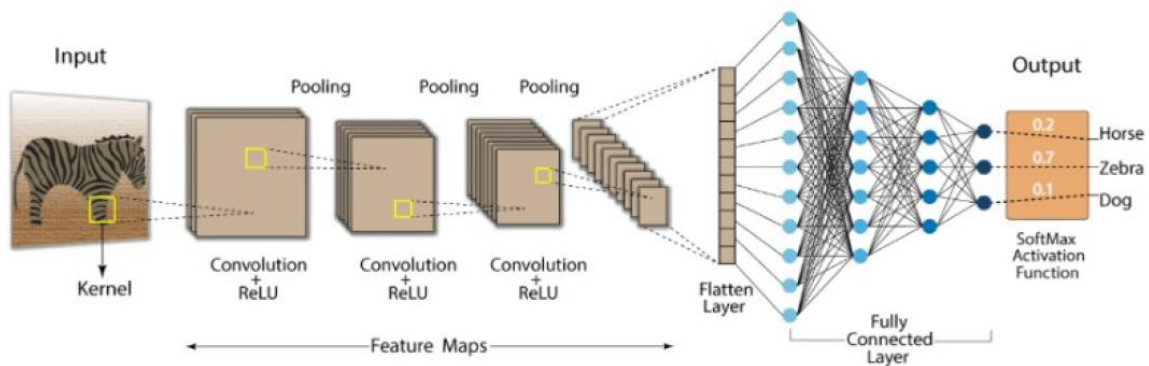 Input
Pooling
Pooling
Pooling
Output
0.2
Horse
0.7
Zebra
0.1
Dog
Kernel
Convolution
+
ReLU
Convolution
+
ReLU
Convolution
+
ReLU
Flatten
Layer
SoftMax
Activation
Function
Feature Maps
Fully
Connected
Layer